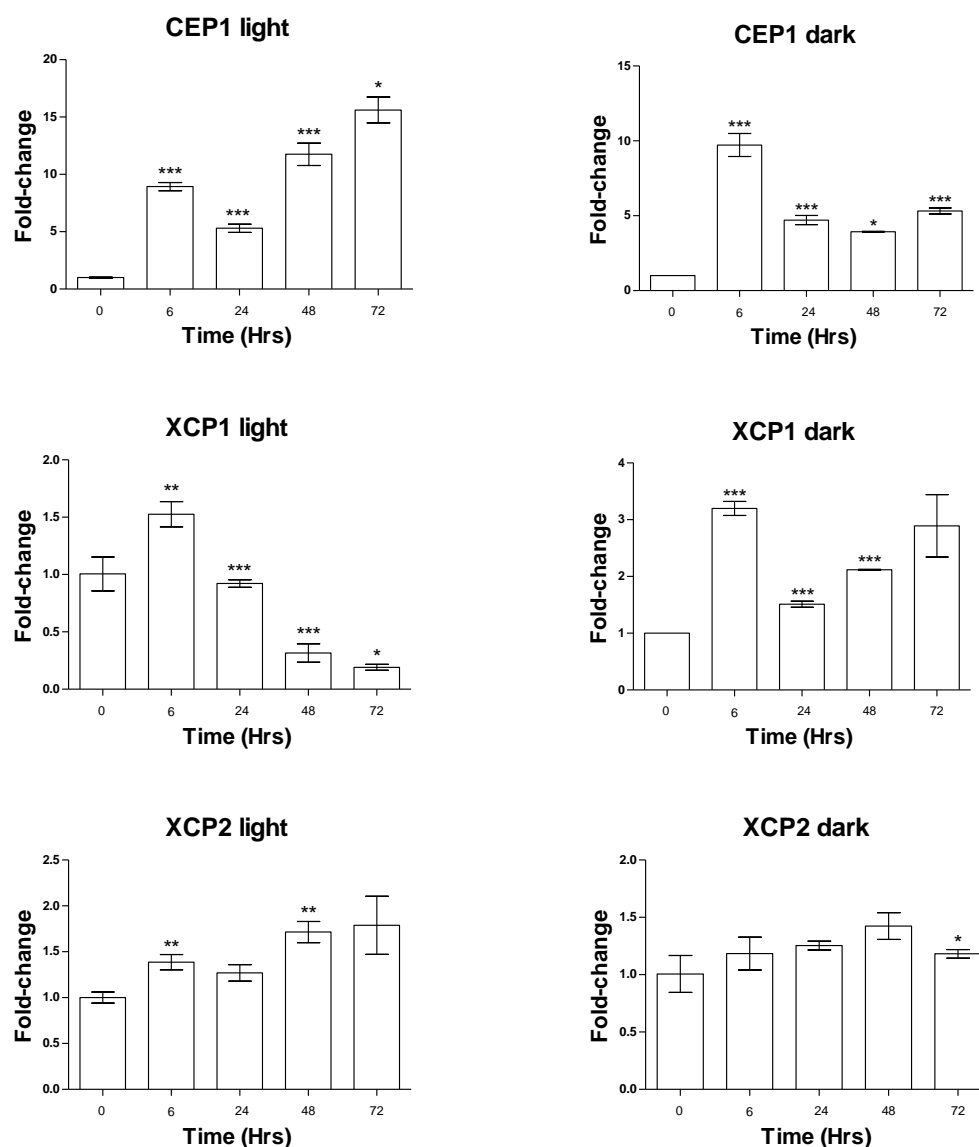 CEP1 light
Fold-change
20
15
10
5
0
***
***
***
*
0 6 24 48 72
Time (Hrs)
CEP1 dark
Fold-change
15
10
5
0
***
***
*
***
0 6 24 48 72
Time (Hrs)
XCP1 light
Fold-change
2.0
1.5
1.0
0.5
0.0
**
***
***
*
0 6 24 48 72
Time (Hrs)
XCP1 dark
Fold-change
4
3
2
1
0
***
***
***
0 6 24 48 72
Time (Hrs)
XCP2 light
Fold-change
2.5
2.0
1.5
1.0
0.5
0.0
**
**
0 6 24 48 72
Time (Hrs)
XCP2 dark
Fold-change
2.0
1.5
1.0
0.5
0.0
*
0 6 24 48 72
Time (Hrs)